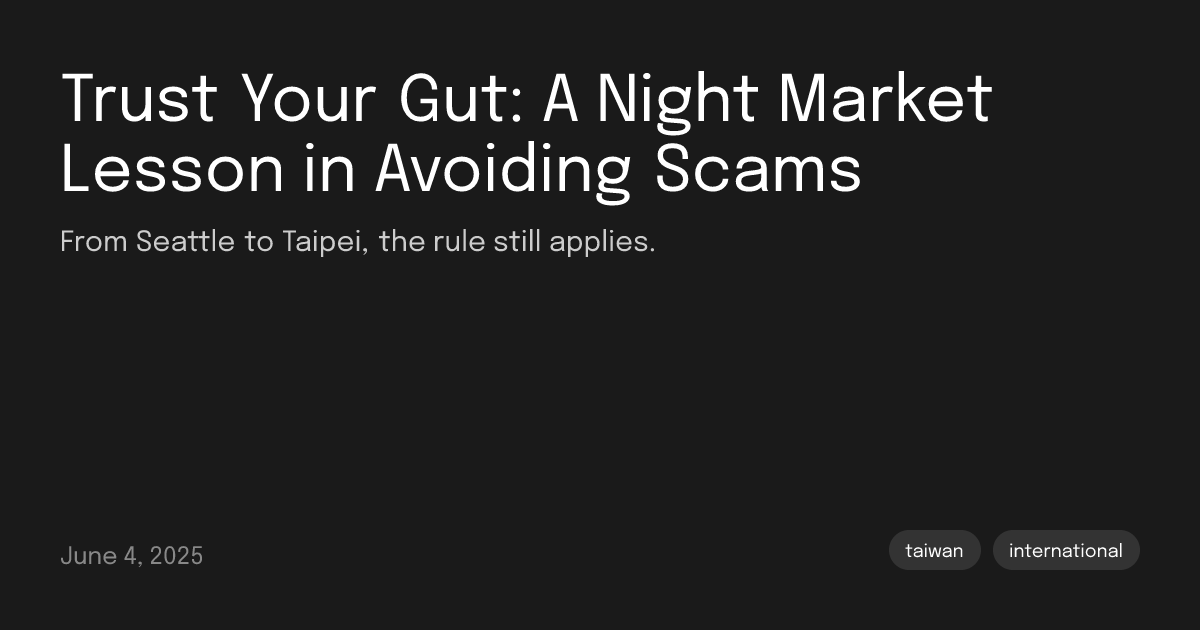 Trust Your Gut: A Night Market
Lesson in Avoiding Scams
From Seattle to Taipei, the rule still applies.
June 4, 2025
taiwan
international